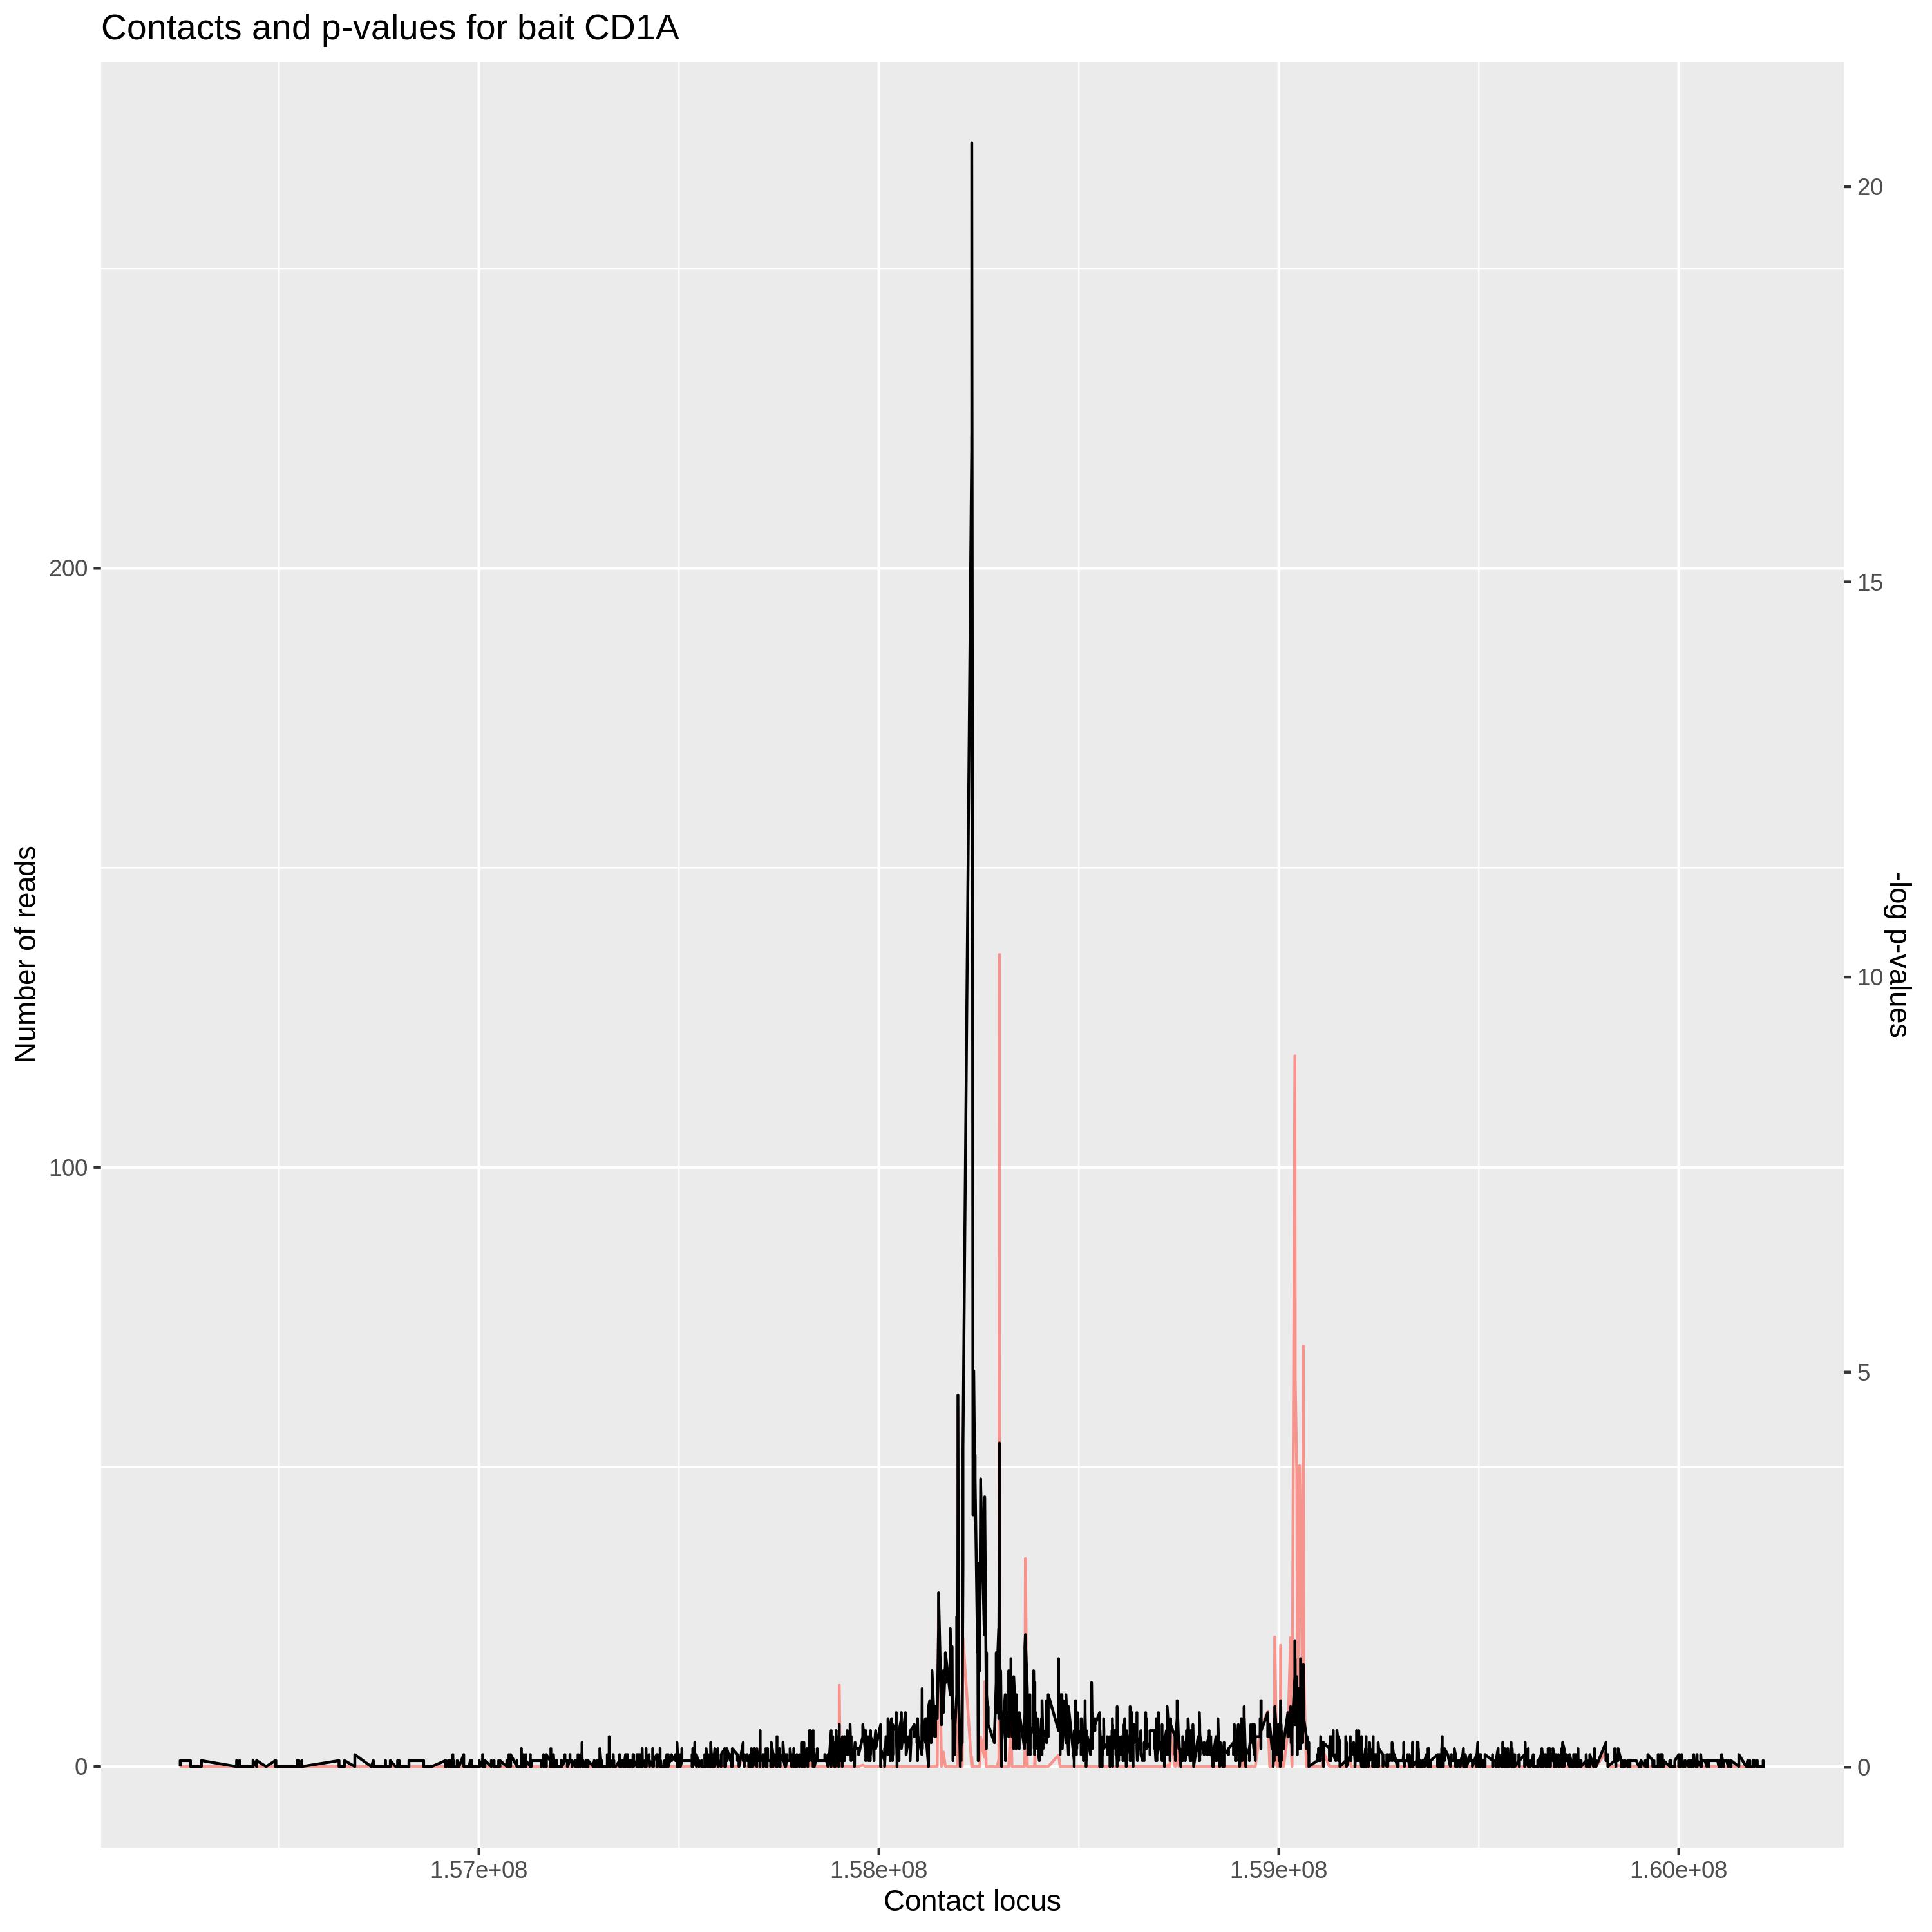 Contacts and p-values for bait CD1A
Number of reads
200
100
0
20
15
10
5
0
-log p-values
1.57e+08
1.58e+08
1.59e+08
1.60e+08
Contact locus